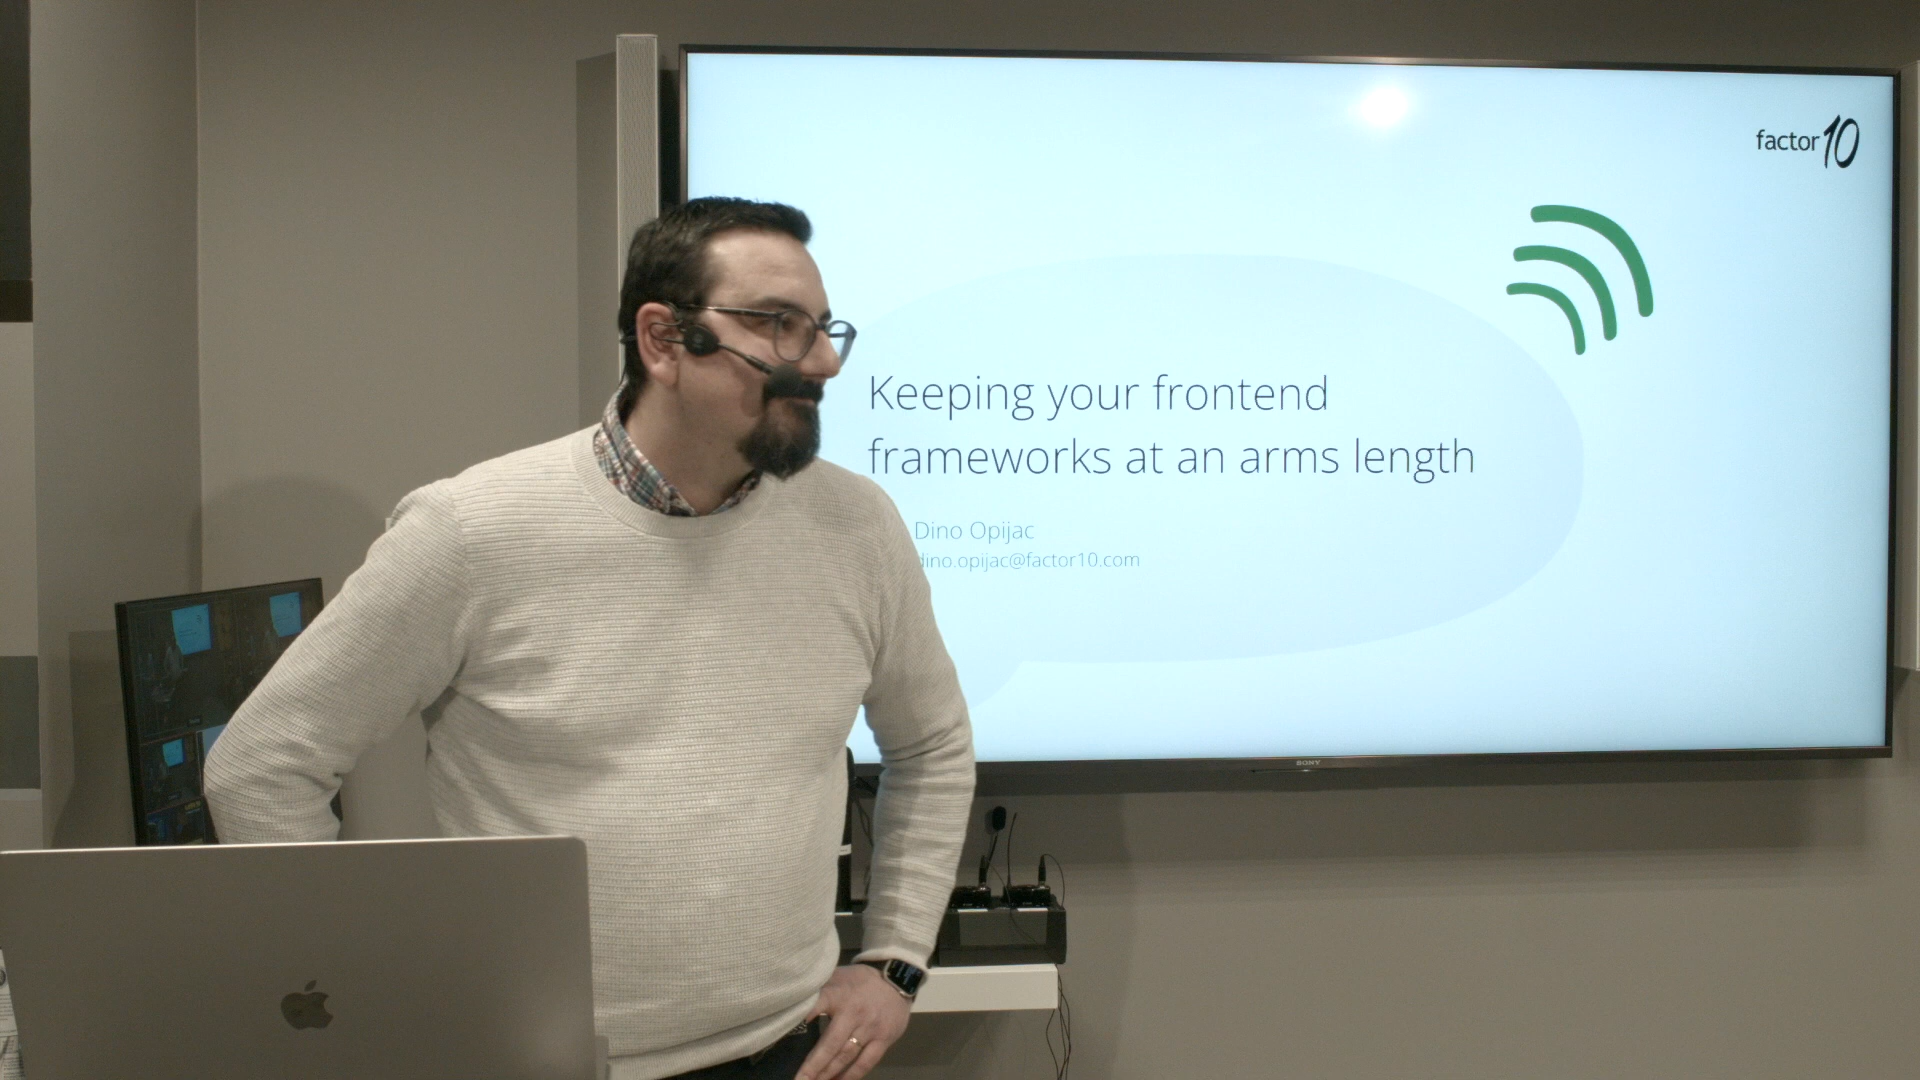 factor10
Keeping your frontend
frameworks at an arms length
Dino Opijac
dino.opijac@factor10.com
SONY